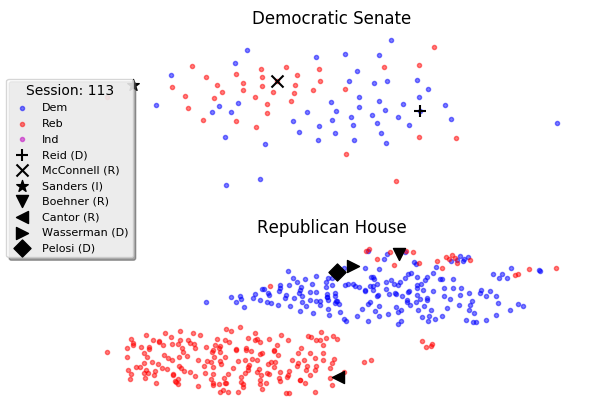 Democratic Senate
Session: 113
Dem
Reb
Ind
Reid (D)
McConnell (R)
Sanders (I)
Boehner (R)
Cantor (R)
Wasserman (D)
Pelosi (D)
Republican House